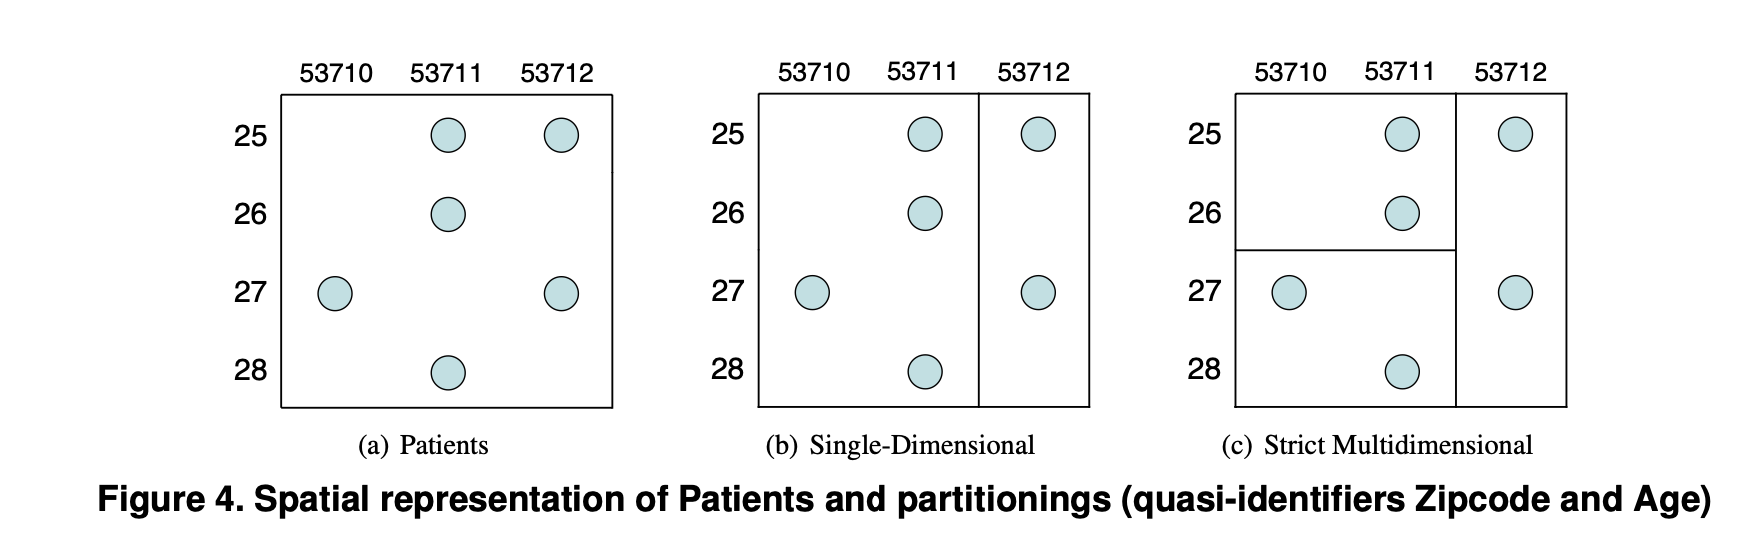 53710 53711 53712
25
26
27
28
(a) Patients
53710 53711 53712
25
26
27
28
(b) Single-Dimensional
53710 53711 53712
25
26
27
28
(c) Strict Multidimensional
Figure 4. Spatial representation of Patients and partitionings (quasi-identifiers Zipcode and Age)